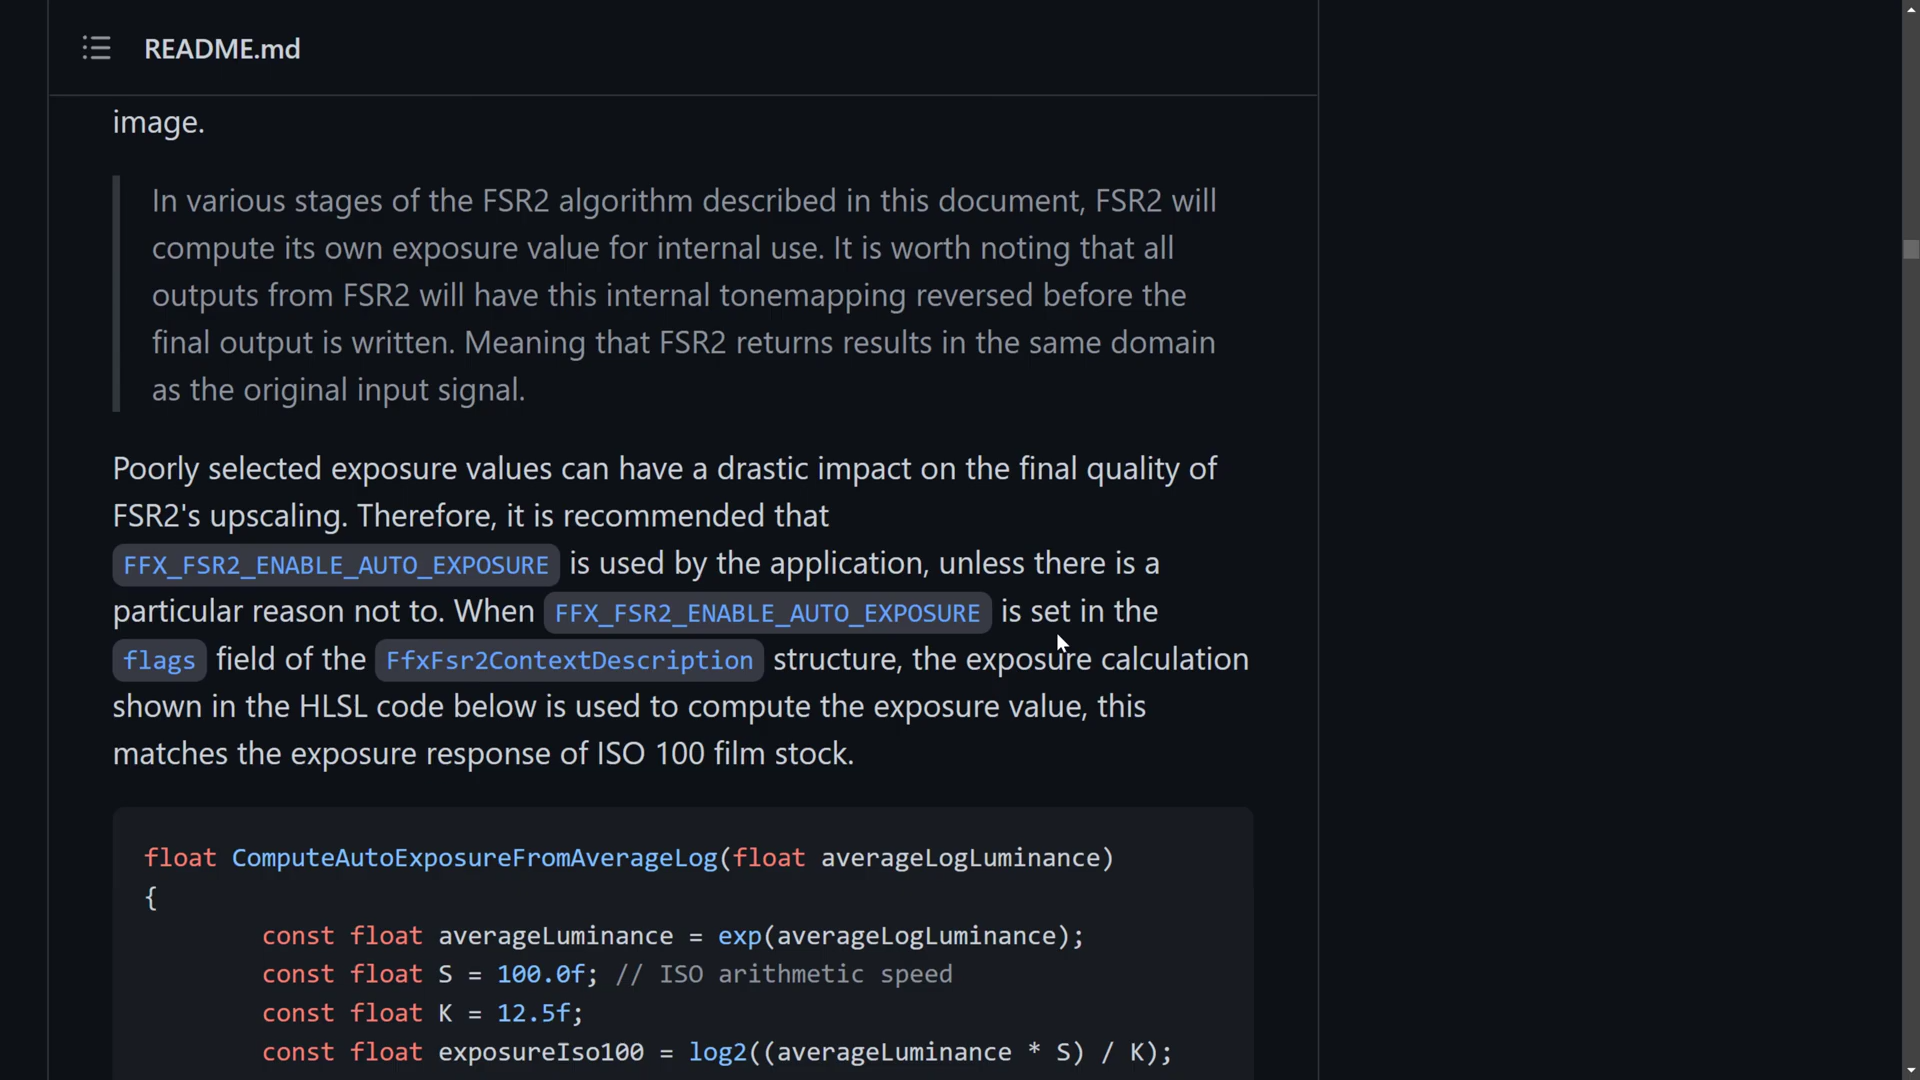 README.md
image.
In various stages of the FSR2 algorithm described in this document, FSR2 will
compute its own exposure value for internal use. It is worth noting that all
outputs from FSR2 will have this internal tonemapping reversed before the
final output is written. Meaning that FSR2 returns results in the same domain
as the original input signal.
Poorly selected exposure values can have a drastic impact on the final quality of
FSR2's upscaling. Therefore, it is recommended that
FFX_FSR2_ENABLE_AUTO_EXPOSURE is used by the application, unless there is a
particular reason not to. When FFX_FSR2_ENABLE_AUTO_EXPOSURE is set in the
flags field of the FfxFsr2ContextDescription structure, the exposure calculation
shown in the HLSL code below is used to compute the exposure value, this
matches the exposure response of ISO 100 film stock.
float ComputeAutoExposureFromAverageLog(float averageLogLuminance)
{
const float averageLuminance = exp(averageLogLuminance);
const float S = 100.0f; // ISO arithmetic speed
const float K = 12.5f;
const float exposureIso100 = log2((averageLuminance * S) / K);